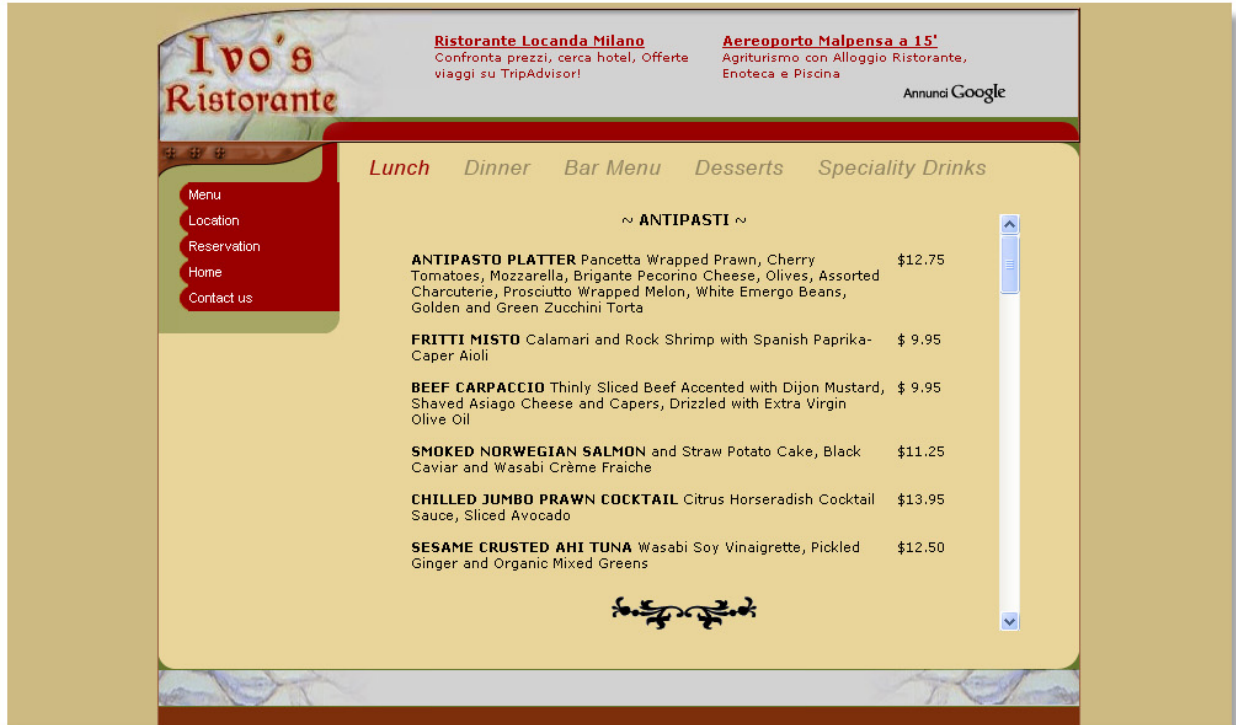 Ivo's
Ristorante
Ristorante Locanda Milano
Confronta prezzi, cerca hotel, Offerte
viaggi su TripAdvisor!
Aereoporto Malpensa a 15'
Agriturismo con Alloggio Ristorante,
Enoteca e Piscina
Annunci Google
Lunch Dinner Bar Menu Desserts Speciality Drinks
Menu
Location
Reservation
Home
Contact us
~ ANTIPASTI ~
ANTIPASTO PLATTER Pancetta Wrapped Prawn, Cherry $12.75
Tomatoes, Mozzarella, Brigante Pecorino Cheese, Olives, Assorted
Charcuterie, Prosciutto Wrapped Melon, White Emergo Beans,
Golden and Green Zucchini Torta
FRITTI MISTO Calamari and Rock Shrimp with Spanish Paprika- $ 9.95
Caper Aioli
BEEF CARPACCIO Thinly Sliced Beef Accented with Dijon Mustard, $ 9.95
Shaved Asiago Cheese and Capers, Drizzled with Extra Virgin
Olive Oil
SMOKED NORWEGIAN SALMON and Straw Potato Cake, Black $11.25
Caviar and Wasabi Crème Fraiche
CHILLED JUMBO PRAWN COCKTAIL Citrus Horseradish Cocktail $13.95
Sauce, Sliced Avocado
SESAME CRUSTED AHI TUNA Wasabi Soy Vinaigrette, Pickled $12.50
Ginger and Organic Mixed Greens